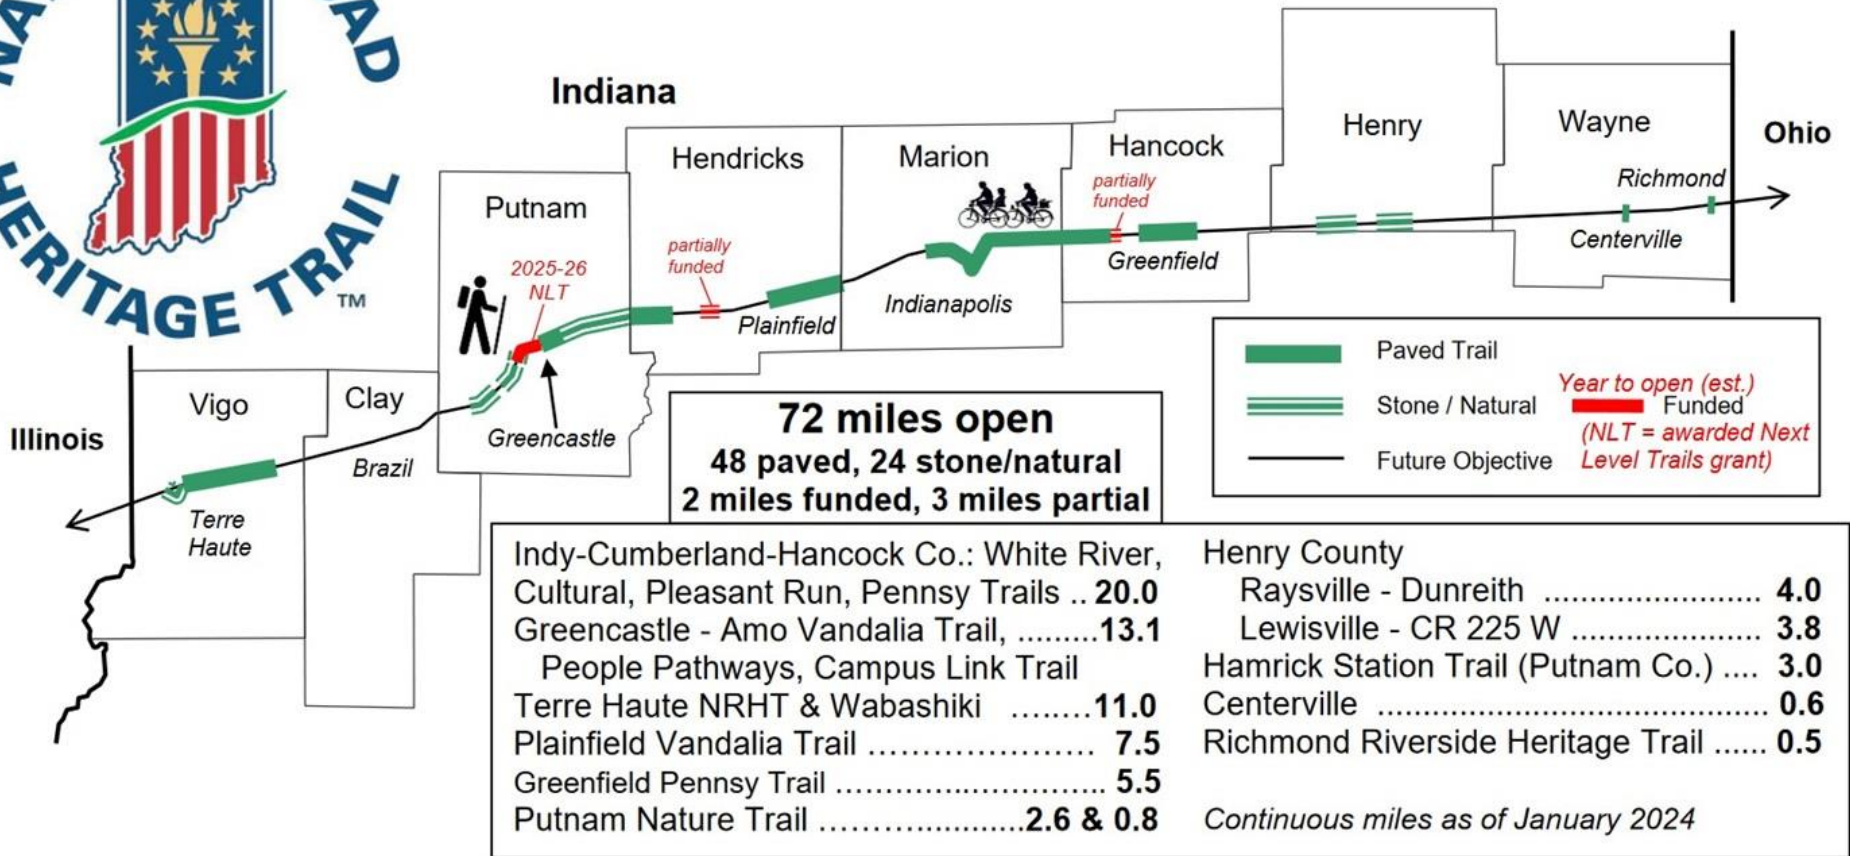 HERITAGE TRAIL
TM
Indiana
Illinois
Vigo
Clay
Putnam
Hendricks
Marion
Hancock
Henry
Wayne
Ohio
Terre
Haute
Brazil
Greencastle
2025-26
NLT
partially
funded
Plainfield
Indianapolis
partially
funded
Greenfield
Centerville
Richmond
Paved Trail
Stone / Natural
Future Objective
Year to open (est.)
Funded
(NLT = awarded Next
Level Trails grant)
72 miles open
48 paved, 24 stone/natural
2 miles funded, 3 miles partial
Indy-Cumberland-Hancock Co.: White River,
Cultural, Pleasant Run, Pennsy Trails .. 20.0
Greencastle - Amo Vandalia Trail, .........13.1
People Pathways, Campus Link Trail
Terre Haute NRHT & Wabashiki ........11.0
Plainfield Vandalia Trail ........................ 7.5
Greenfield Pennsy Trail ............................. 5.5
Putnam Nature Trail ......................2.6 & 0.8
Henry County
Raysville - Dunreith ....................... 4.0
Lewisville - CR 225 W .................... 3.8
Hamrick Station Trail (Putnam Co.) .... 3.0
Centerville ......................................... 0.6
Richmond Riverside Heritage Trail ...... 0.5
Continuous miles as of January 2024